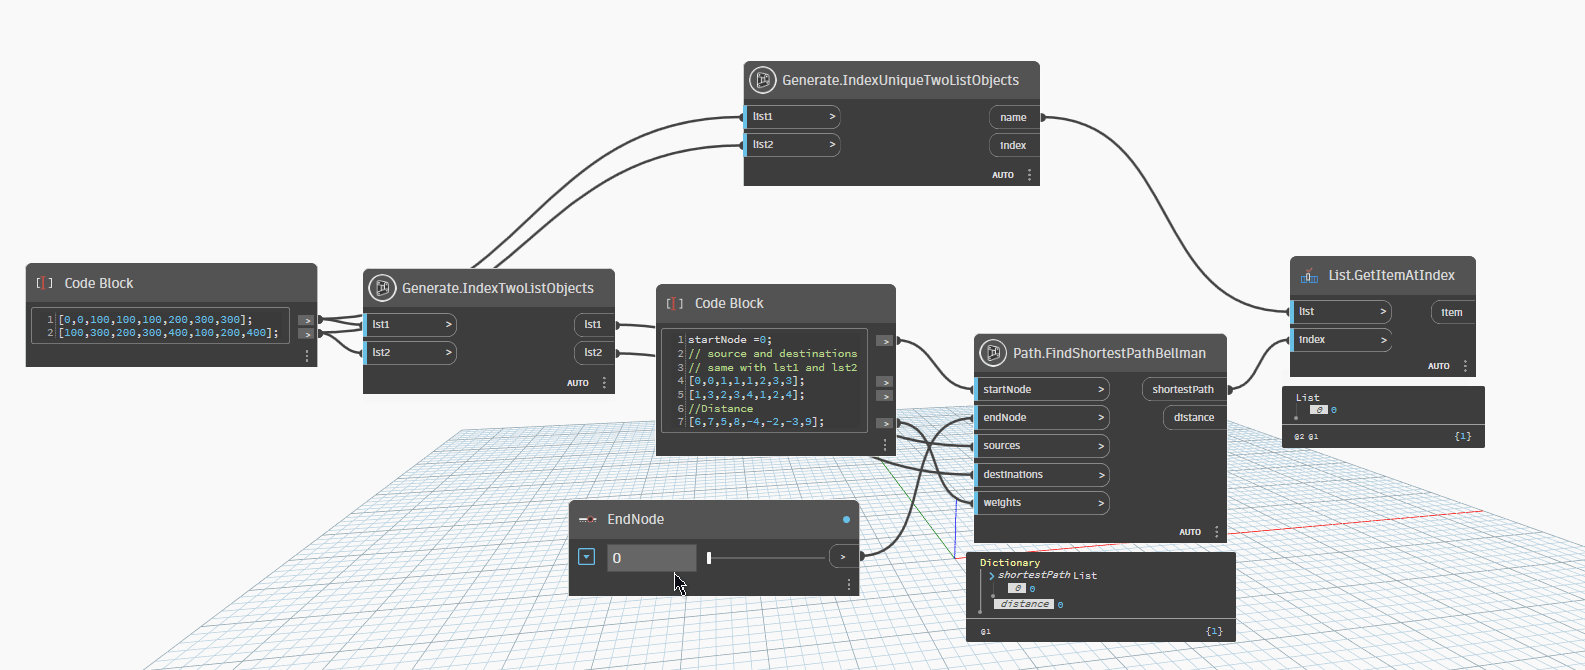 Generate.IndexUniqueTwoListObjects
list1 >
name
list2 >
index
AUTO
Code Block
1 [0,0,100,100,100,200,300,300];
2 [100,300,200,300,400,100,200,400];
>
>
Generate.IndexTwoListObjects
lst1 >
lst1
lst2 >
lst2
AUTO
Code Block
1 startNode =0;
2 // source and destinations
3 // same with lst1 and lst2
4 [0,0,1,1,1,2,3,3];
5 [1,3,2,3,4,1,2,4];
6 //Distance
7 [6,7,5,8,-4,-2,-3,9];
>
>
>
>
EndNode
0
>
Path.FindShortestPathBellman
startNode >
shortestPath
endNode >
distance
sources >
destinations >
weights >
AUTO
Dictionary
shortestPath List
0 0
distance 0
@1
{1}
List.GetItemAtIndex
list >
item
index >
AUTO
List
0 0
@2 @1
{1}